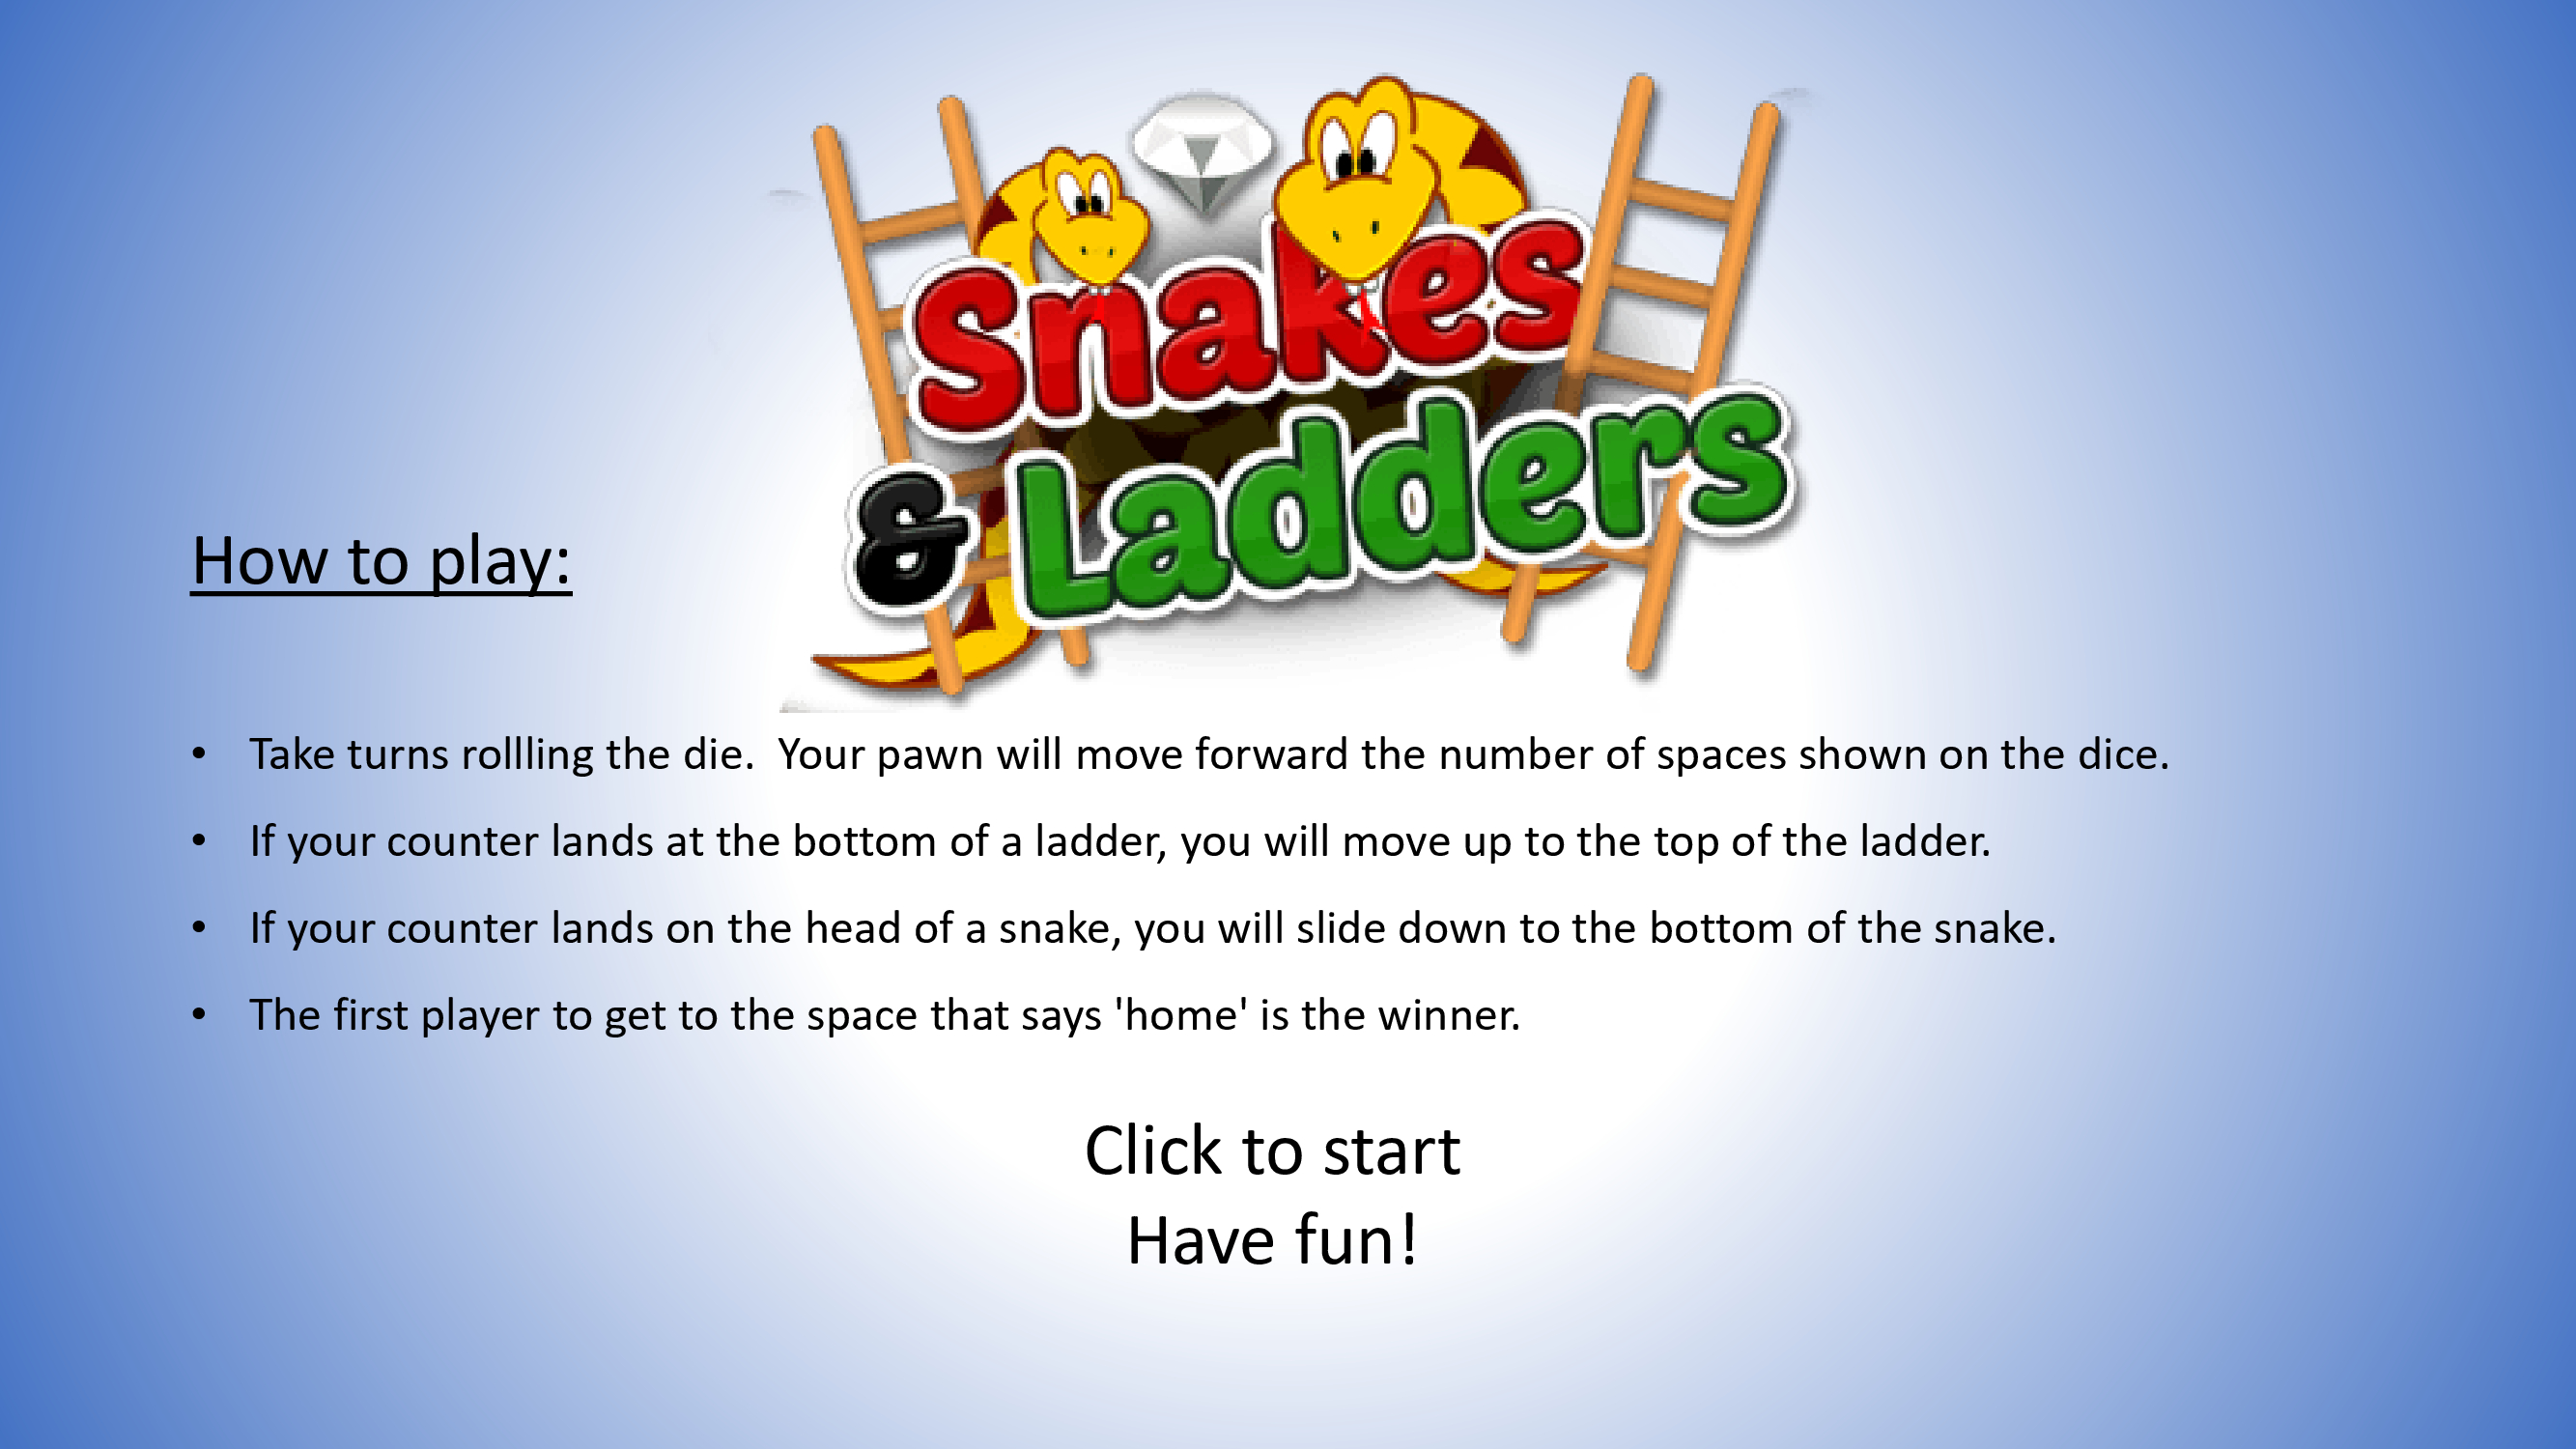 Snakes
& Ladders
How to play:
• Take turns rollling the die.  Your pawn will move forward the number of spaces shown on the dice.
• If your counter lands at the bottom of a ladder, you will move up to the top of the ladder.
• If your counter lands on the head of a snake, you will slide down to the bottom of the snake.
• The first player to get to the space that says 'home' is the winner.
Click to start
Have fun!